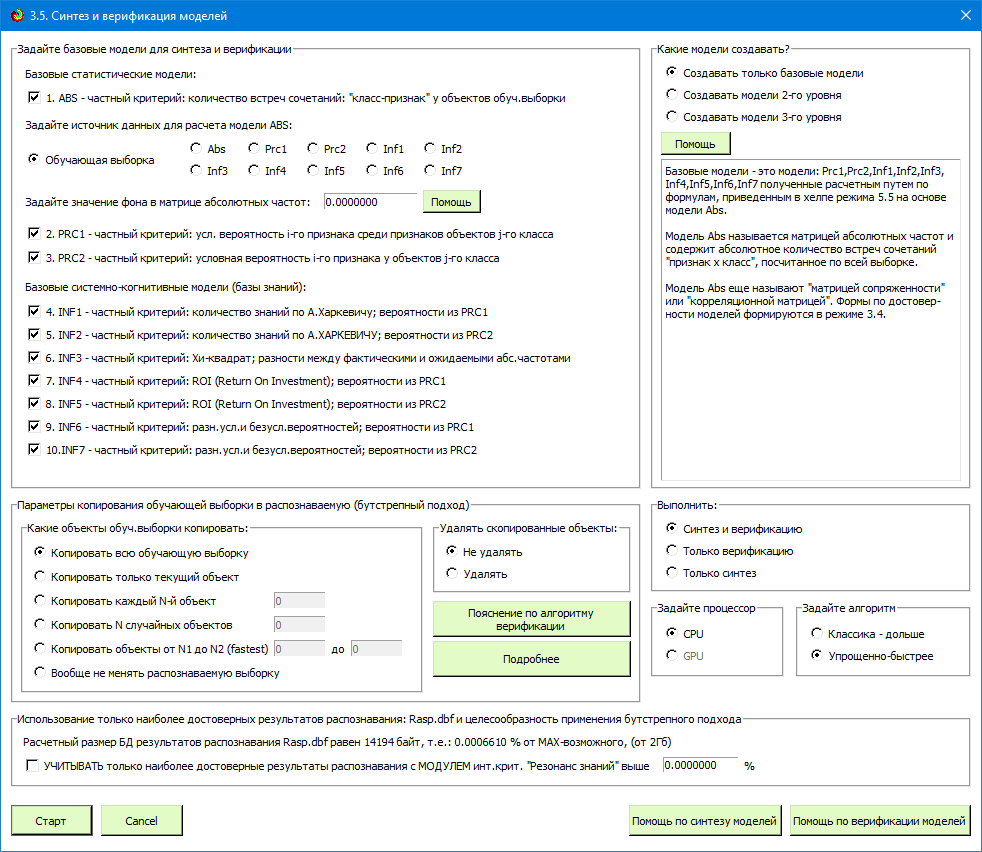 3.5. Синтез и верификация моделей
Задайте базовые модели для синтеза и верификации
Базовые статистические модели:
1. ABS - частный критерий: количество встреч сочетаний: "класс-признак" у объектов обуч.выборки
Задайте источник данных для расчета модели ABS:
Обучающая выборка
Abs Prc1 Prc2 Inf1 Inf2
Inf3 Inf4 Inf5 Inf6 Inf7
Задайте значение фона в матрице абсолютных частот: 0.0000000 Помощь
2. PRC1 - частный критерий: усл. вероятность i-го признака среди признаков объектов j-го класса
3. PRC2 - частный критерий: условная вероятность i-го признака у объектов j-го класса
Базовые системно-когнитивные модели (базы знаний):
4. INF1 - частный критерий: количество знаний по А.Харкевичу; вероятности из PRC1
5. INF2 - частный критерий: количество знаний по А.ХАРКЕВИЧУ; вероятности из PRC2
6. INF3 - частный критерий: Хи-квадрат; разности между фактическими и ожидаемыми абс.частотами
7. INF4 - частный критерий: ROI (Return On Investment); вероятности из PRC1
8. INF5 - частный критерий: ROI (Return On Investment); вероятности из PRC2
9. INF6 - частный критерий: разн.усл.и безусл.вероятностей; вероятности из PRC1
10.INF7 - частный критерий: разн.усл.и безусл.вероятностей; вероятности из PRC2
Какие модели создавать?
Создавать только базовые модели
Создавать модели 2-го уровня
Создавать модели 3-го уровня
Помощь
Базовые модели - это модели: Prc1,Prc2,Inf1,Inf2,Inf3,
Inf4,Inf5,Inf6,Inf7 полученные расчетным путем по
формулам, приведенным в хелпе режима 5.5 на основе
модели Abs.
Модель Abs называется матрицей абсолютных частот и
содержит абсолютное количество встреч сочетаний
"признак х класс", посчитанное по всей выборке.
Модель Abs еще называют "матрицей сопряженности"
или "корреляционной матрицей". Формы по достовер-
ности моделей формируются в режиме 3.4.
Параметры копирования обучающей выборки в распознаваемую (бутстрепный подход)
Какие объекты обуч.выборки копировать:
Копировать всю обучающую выборку
Копировать только текущий объект
Копировать каждый N-й объект 0
Копировать N случайных объектов 0
Копировать объекты от N1 до N2 (fastest) 0 до 0
Вообще не менять распознаваемую выборку
Удалять скопированные объекты:
Не удалять
Удалять
Пояснение по алгоритму
верификации
Подробнее
Выполнить:
Синтез и верификацию
Только верификацию
Только синтез
Задайте процессор
CPU
GPU
Задайте алгоритм
Классика - дольше
Упрощенно-быстрее
Использование только наиболее достоверных результатов распознавания: Rasp.dbf и целесообразность применения бутстрепного подхода
Расчетный размер БД результатов распознавания Rasp.dbf равен 14194 байт, т.е.: 0.0006610 % от MAX-возможного, (от 2Гб)
УЧИТЫВАТЬ только наиболее достоверные результаты распознавания с МОДУЛЕМ инт.крит. "Резонанс знаний" выше 0.0000000 %
Старт Cancel Помощь по синтезу моделей Помощь по верификации моделей